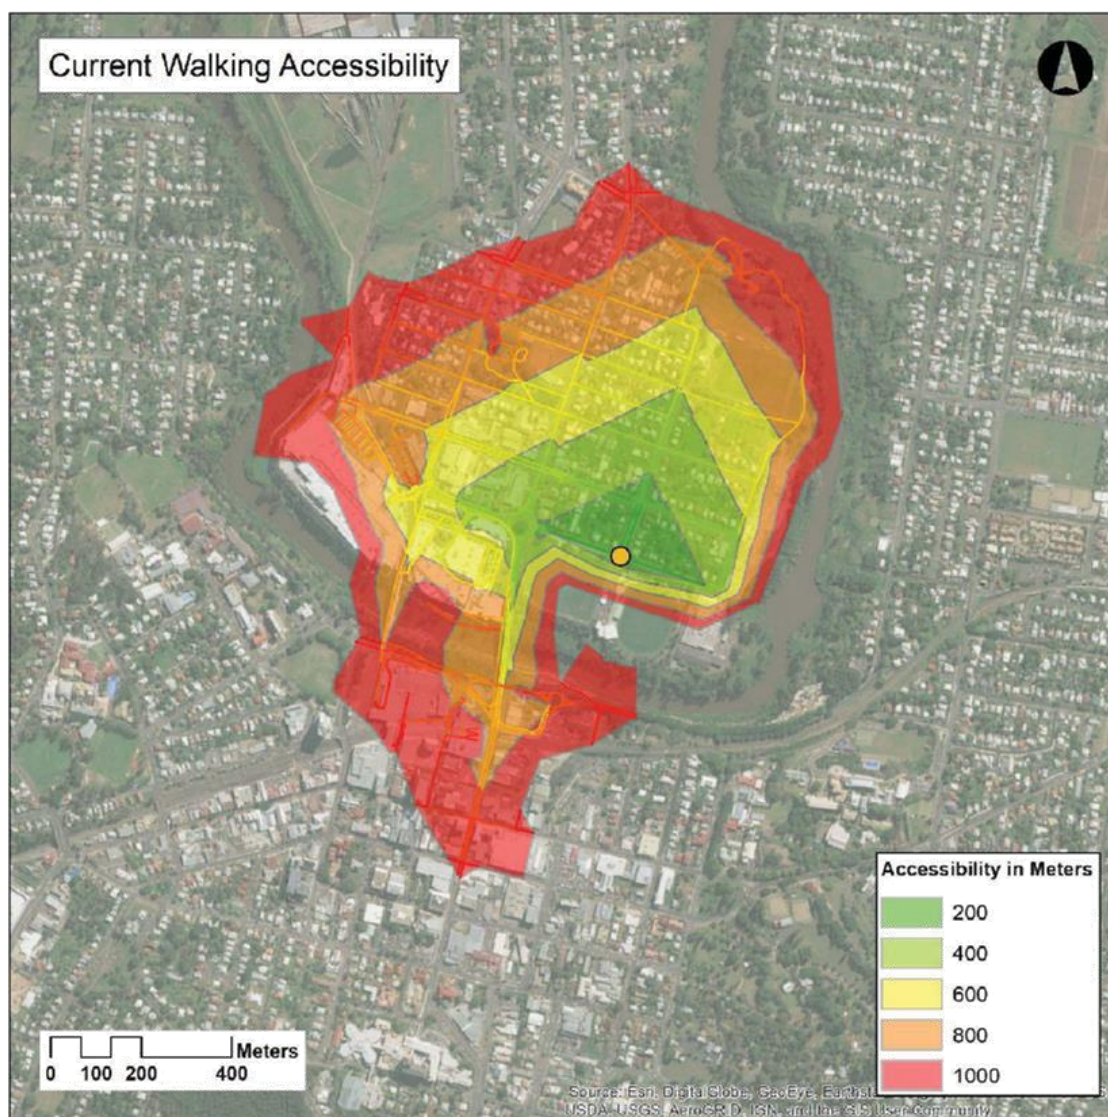 Current Walking Accessibility
Accessibility in Meters
200
400
600
800
1000
Meters
0 100 200 400
Source: Esri, DigitalGlobe, GeoEye, Earthst
USDA, USGS, AeroGRID, IGN, and the GIS User Community